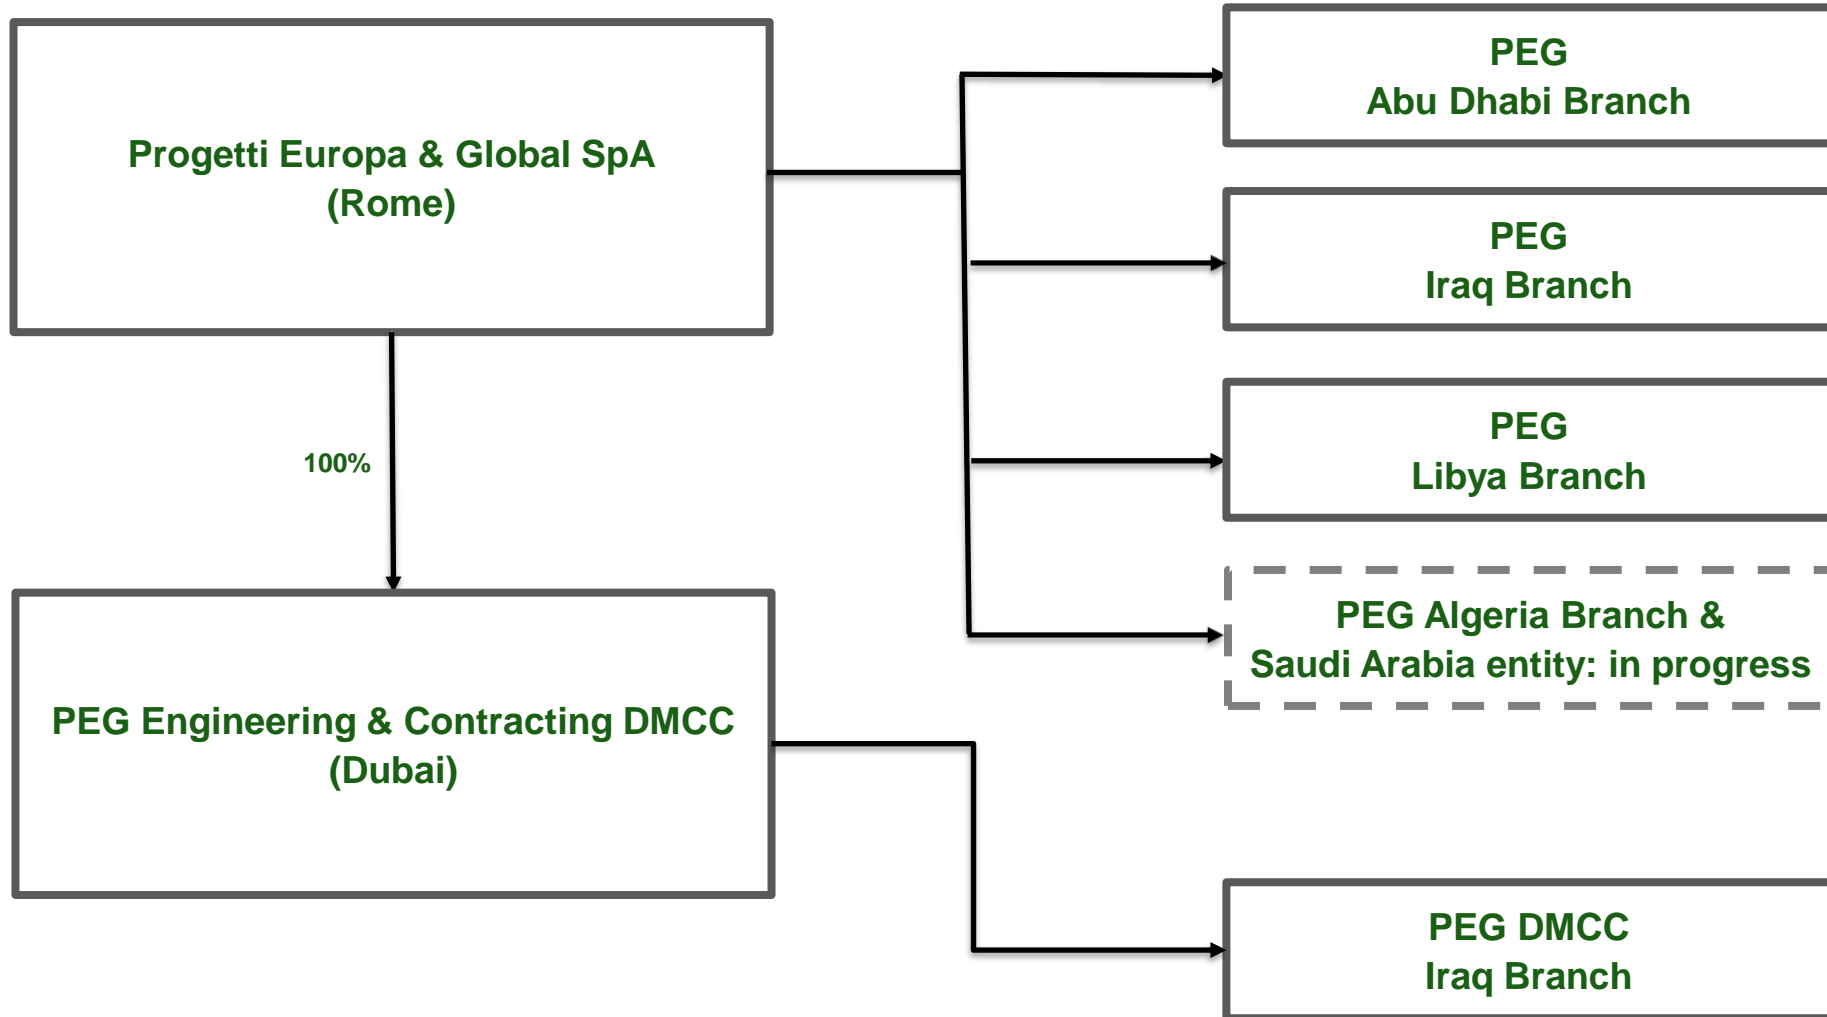 Progetti Europa & Global SpA
(Rome)
PEG
Abu Dhabi Branch
PEG
Iraq Branch
PEG
Libya Branch
100%
PEG Algeria Branch &
Saudi Arabia entity: in progress
PEG Engineering & Contracting DMCC
(Dubai)
PEG DMCC
Iraq Branch